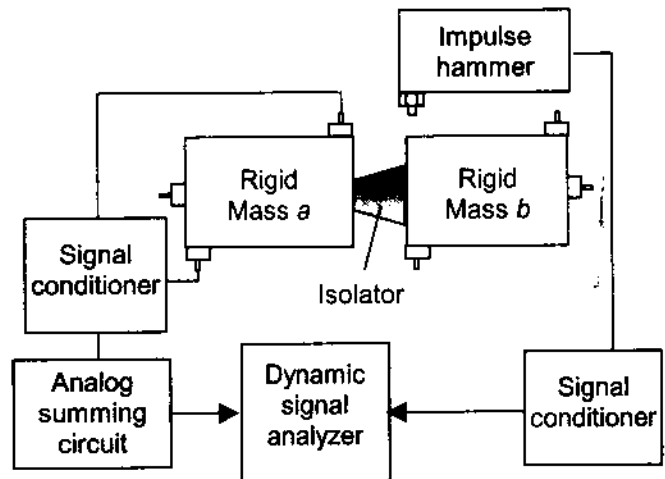 Impulse
hammer
Rigid
Mass a
Rigid
Mass b
Signal
conditioner
Isolator
Analog
summing
circuit
Dynamic
signal
analyzer
Signal
conditioner